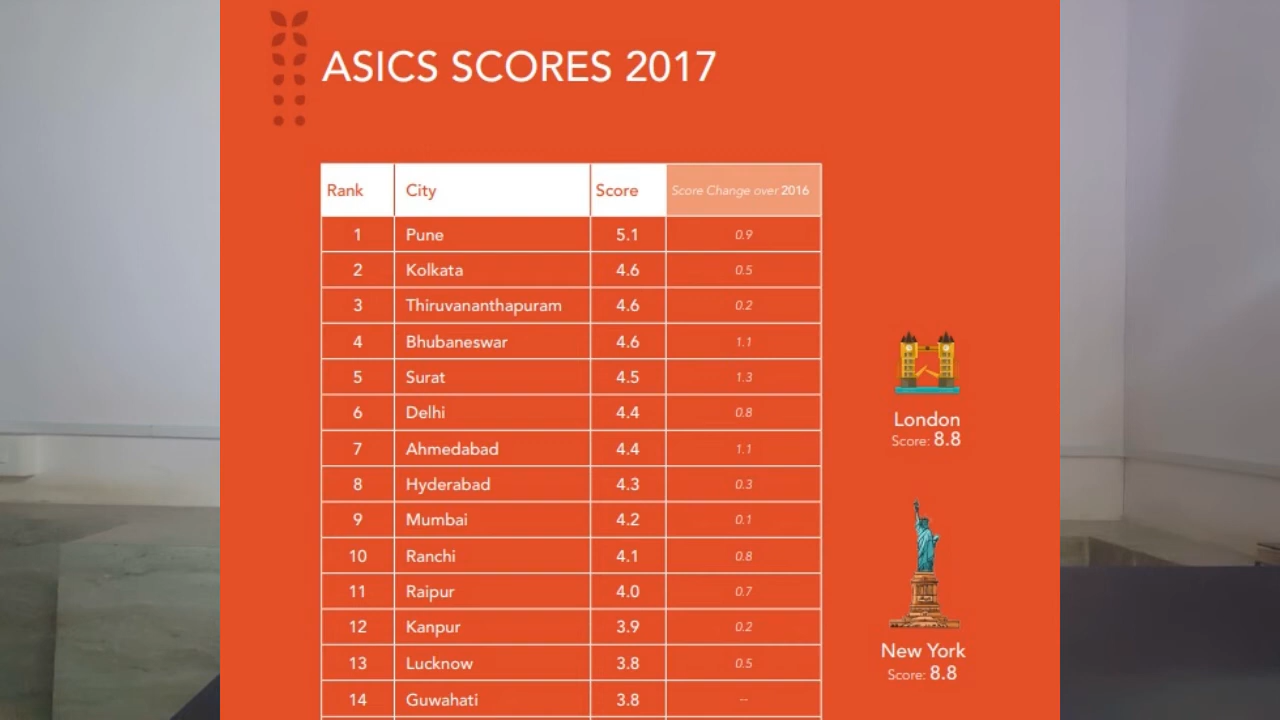 ASICS SCORES 2017
Rank City Score Score Change over 2016
1 Pune 5.1 0.9
2 Kolkata 4.6 0.5
3 Thiruvananthapuram 4.6 0.2
4 Bhubaneswar 4.6 1.1
5 Surat 4.5 1.3
6 Delhi 4.4 0.8
7 Ahmedabad 4.4 1.1
8 Hyderabad 4.3 0.3
9 Mumbai 4.2 0.1
10 Ranchi 4.1 0.8
11 Raipur 4.0 0.7
12 Kanpur 3.9 0.2
13 Lucknow 3.8 0.5
14 Guwahati 3.8 --
London
Score: 8.8
New York
Score: 8.8